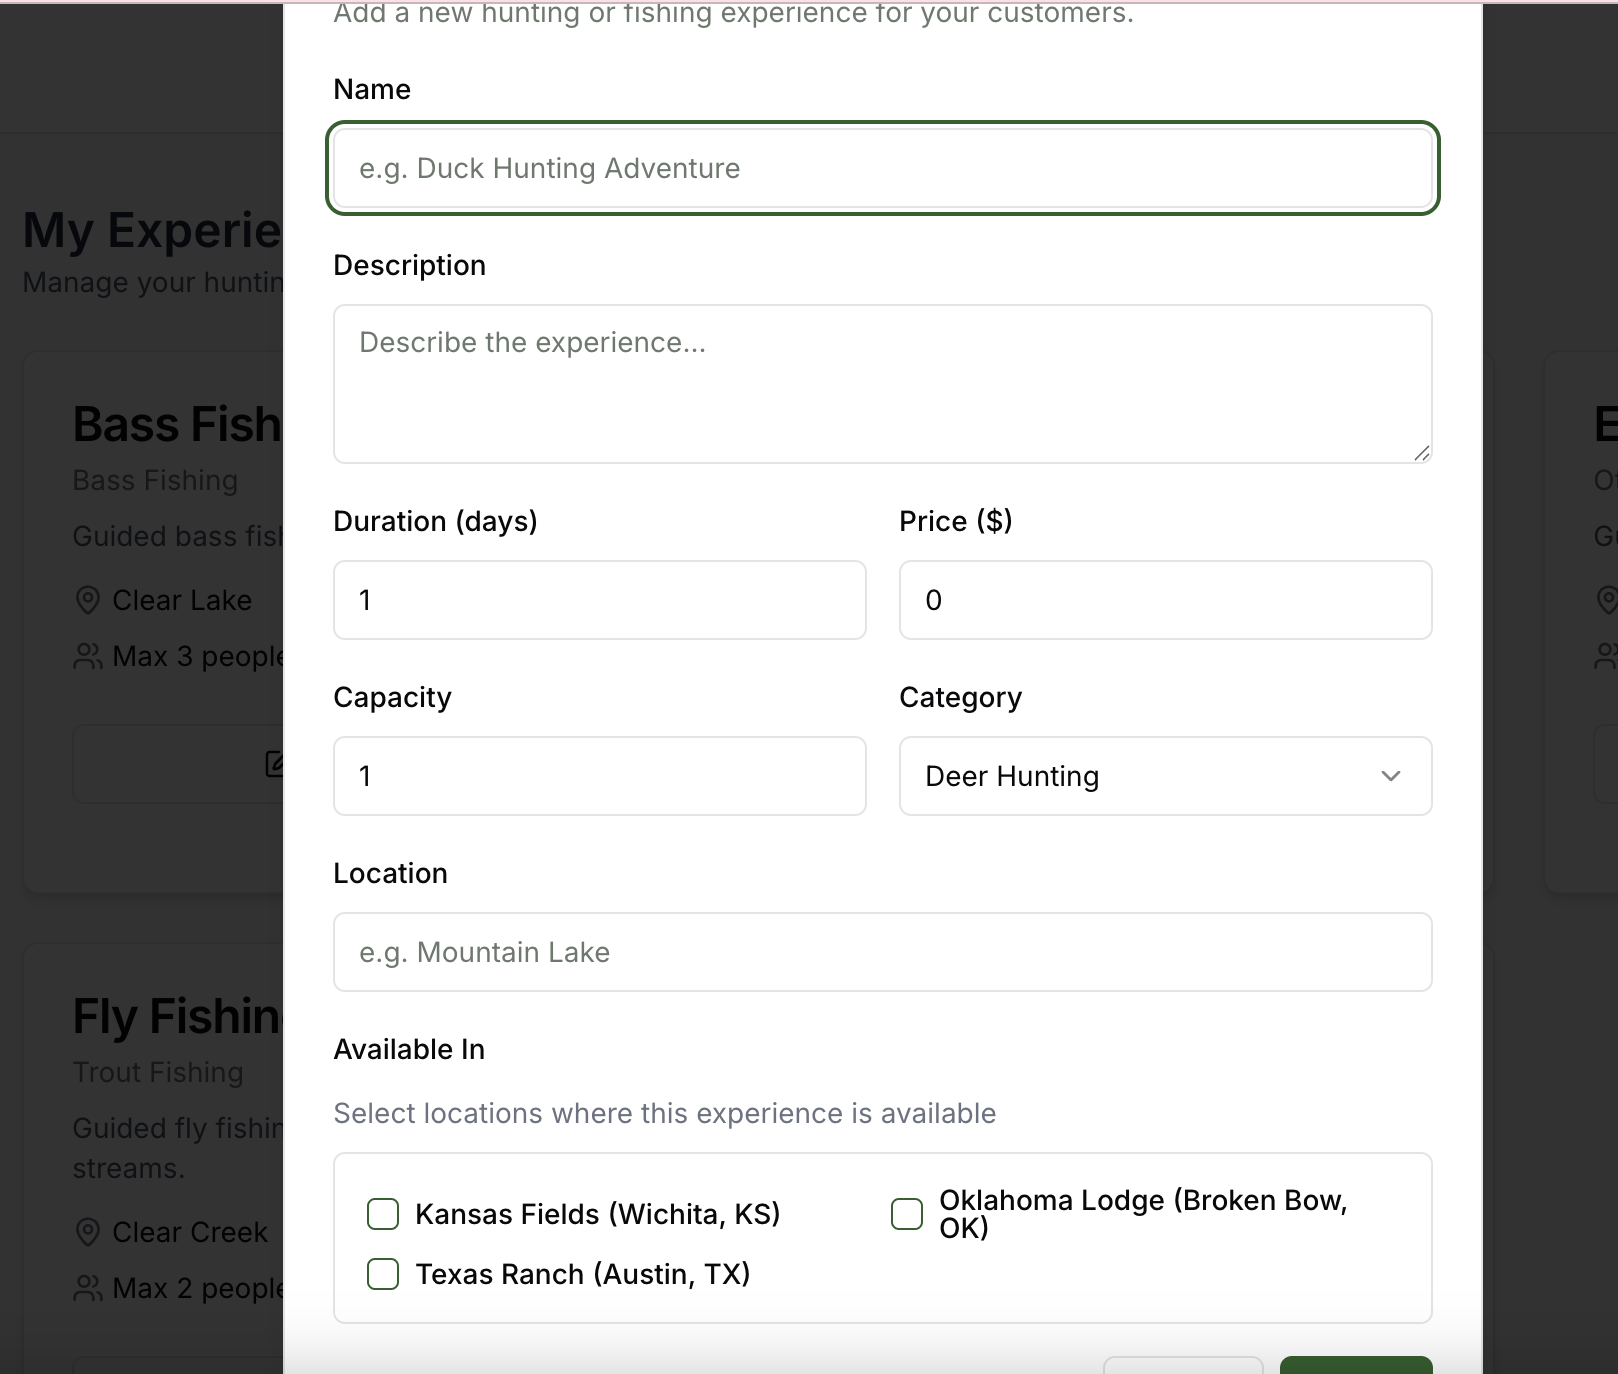 Add a new hunting or fishing experience for your customers.
Name
e.g. Duck Hunting Adventure
Description
Describe the experience...
Duration (days)
Price ($)
1
0
Capacity
Category
1
Deer Hunting
Location
e.g. Mountain Lake
Available In
Select locations where this experience is available
Kansas Fields (Wichita, KS)
Oklahoma Lodge (Broken Bow,
OK)
Texas Ranch (Austin, TX)
My Experie
Manage your huntin
Bass Fish
Bass Fishing
Guided bass fish
Clear Lake
Max 3 people
Fly Fishin
Trout Fishing
Guided fly fishin
streams.
Clear Creek
Max 2 people
E